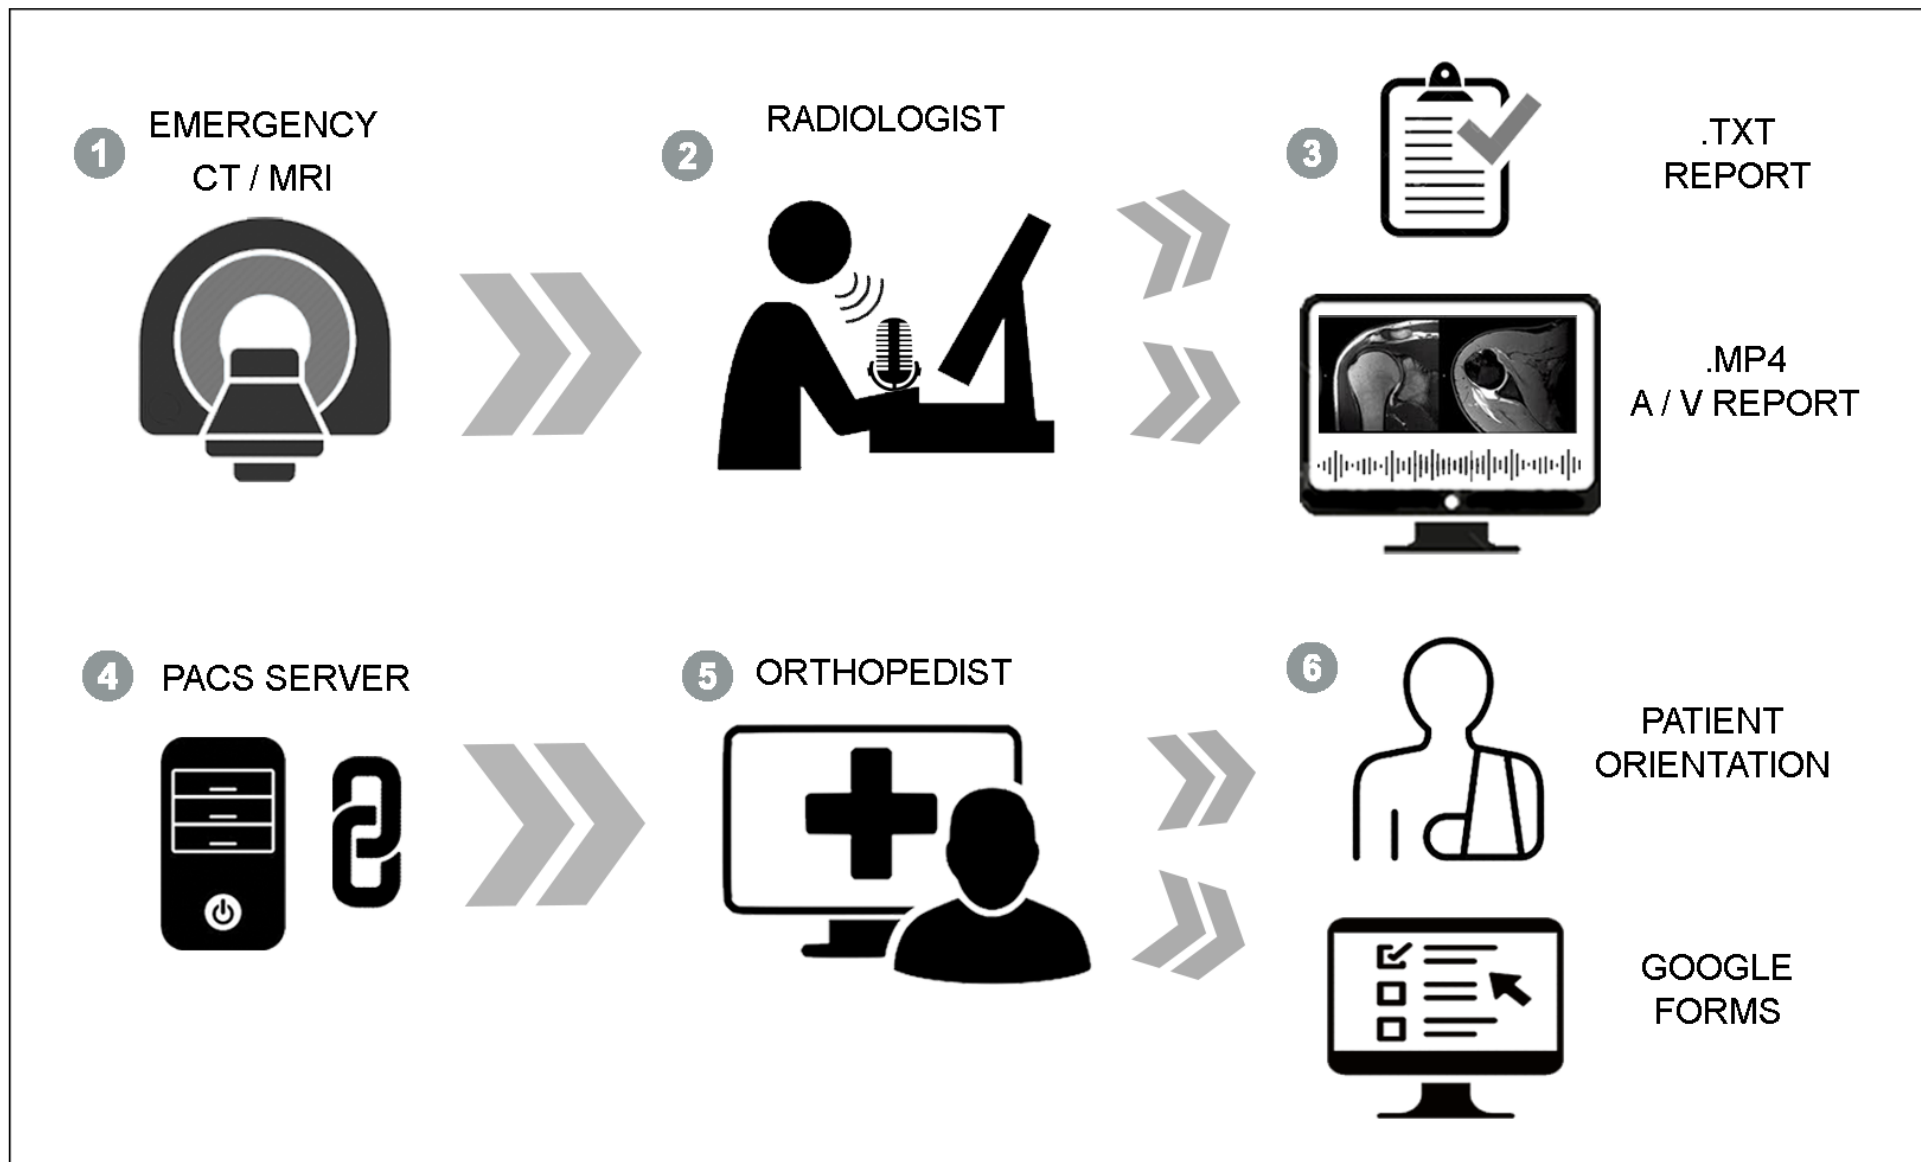 1
EMERGENCY
CT / MRI
2
RADIOLOGIST
3
.TXT
REPORT
.MP4
A / V REPORT
4
PACS SERVER
5
ORTHOPEDIST
6
PATIENT
ORIENTATION
GOOGLE
FORMS